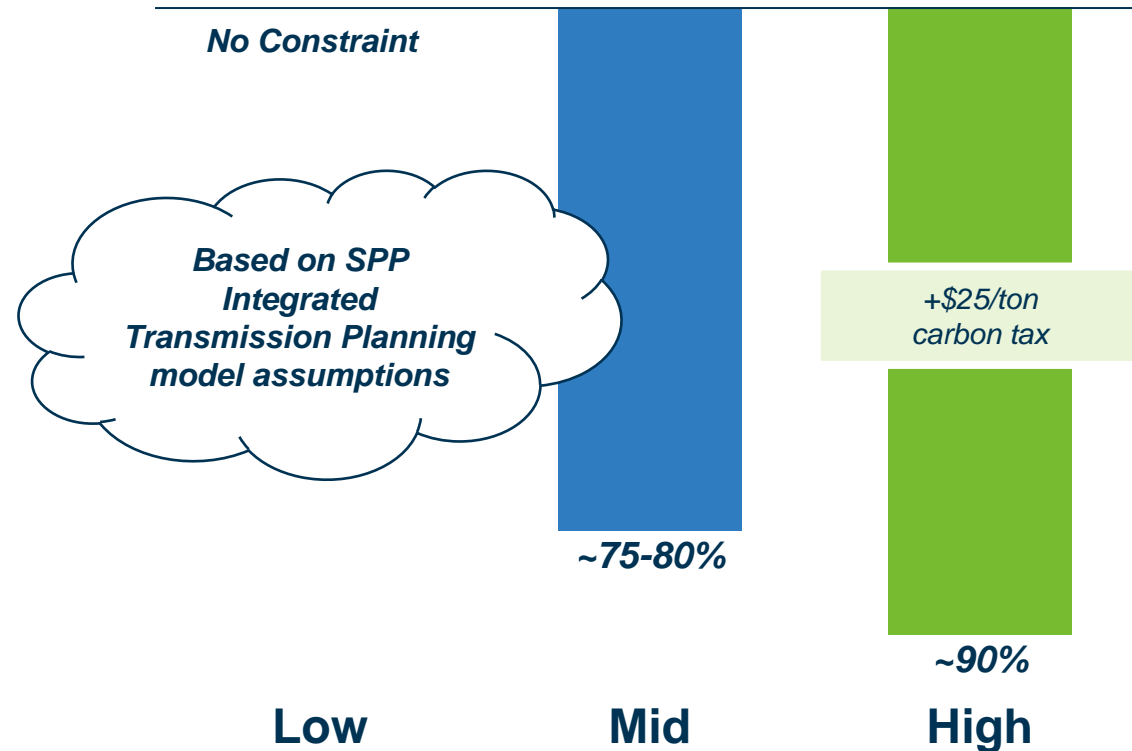 No Constraint
Based on SPP
Integrated
Transmission Planning
model assumptions
+$25/ton
carbon tax
~75-80%
~90%
Low
Mid
High